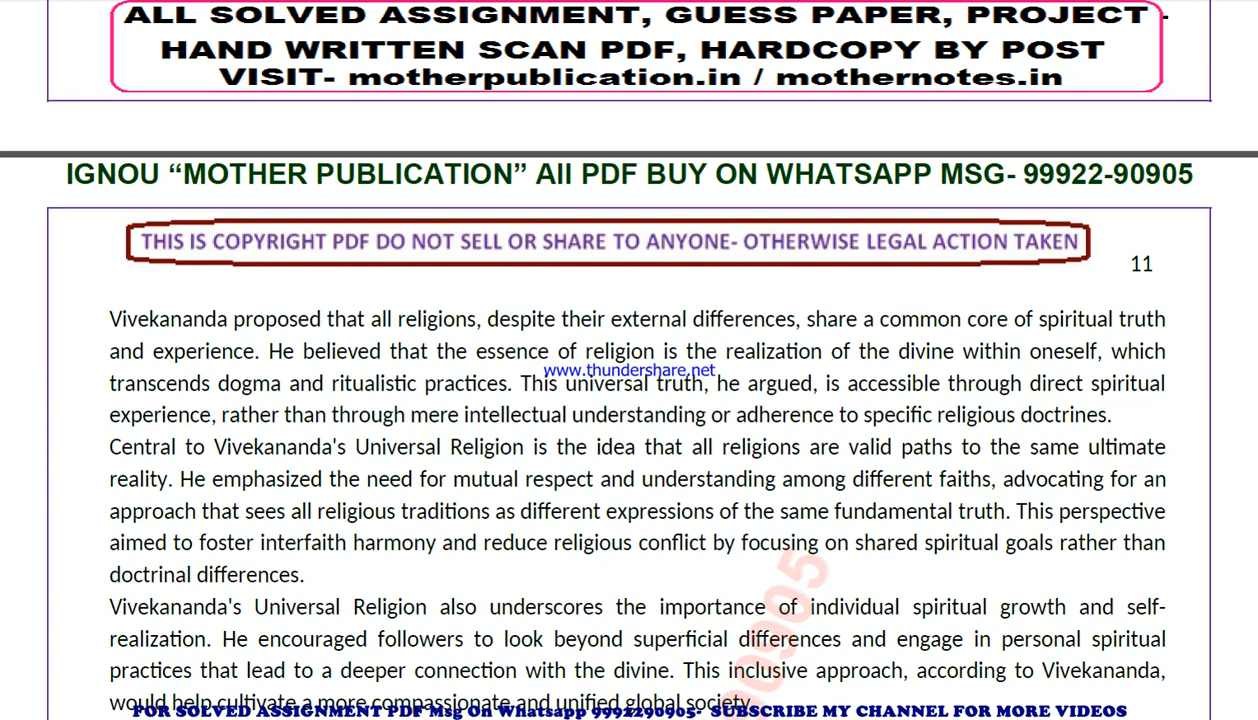 ALL SOLVED ASSIGNMENT, GUESS PAPER, PROJECT -
HAND WRITTEN SCAN PDF, HARDCOPY BY POST
VISIT- motherpublication.in / mothernotes.in
IGNOU “MOTHER PUBLICATION” All PDF BUY ON WHATSAPP MSG- 99922-90905
THIS IS COPYRIGHT PDF DO NOT SELL OR SHARE TO ANYONE- OTHERWISE LEGAL ACTION TAKEN
11
Vivekananda proposed that all religions, despite their external differences, share a common core of spiritual truth
and experience. He believed that the essence of religion is the realization of the divine within oneself, which
www.thundershare.net
transcends dogma and ritualistic practices. This universal truth, he argued, is accessible through direct spiritual
experience, rather than through mere intellectual understanding or adherence to specific religious doctrines.
Central to Vivekananda's Universal Religion is the idea that all religions are valid paths to the same ultimate
reality. He emphasized the need for mutual respect and understanding among different faiths, advocating for an
approach that sees all religious traditions as different expressions of the same fundamental truth. This perspective
aimed to foster interfaith harmony and reduce religious conflict by focusing on shared spiritual goals rather than
doctrinal differences.
Vivekananda's Universal Religion also underscores the importance of individual spiritual growth and self-
realization. He encouraged followers to look beyond superficial differences and engage in personal spiritual
practices that lead to a deeper connection with the divine. This inclusive approach, according to Vivekananda,
would help cultivate a more compassionate and unified global society.
00905
FOR SOLVED ASSIGNMENT PDF Msg On Whatsapp 9992290905- SUBSCRIBE MY CHANNEL FOR MORE VIDEOS